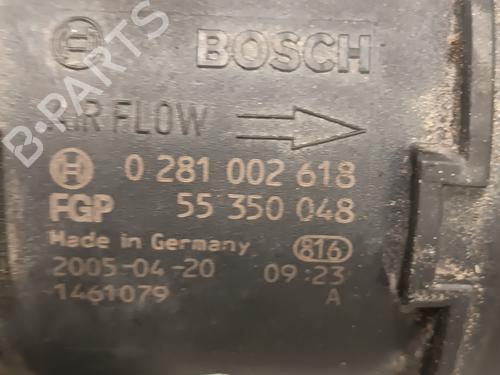 BOSCH
AIR FLOW
0 281 002 618
FGP 55 350 048
Made in Germany 816
2005-04-20 09:23
1461079 A
B-PARTS